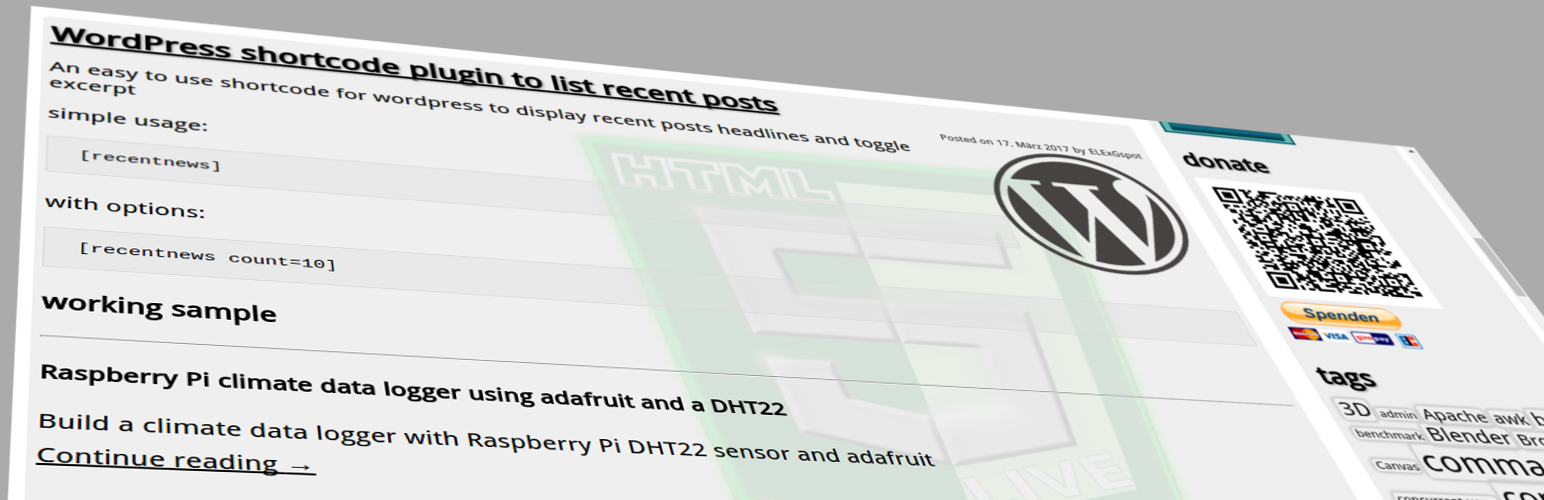 WordPress shortcode plugin to list recent posts
An easy to use shortcode for wordpress to display recent posts headlines and toggle
excerpt
Posted on 17. März 2017 by ELExGspot
simple usage:
[recentnews]
with options:
[recentnews count=10]
working sample
Raspberry Pi climate data logger using adafruit and a DHT22
Build a climate data logger with Raspberry Pi DHT22 sensor and adafruit
Continue reading →
HTML
5
LIVE
W
donate
Spenden
VISA
giropay
tags
3D admin Apache awk
benchmark Blender
Canvas